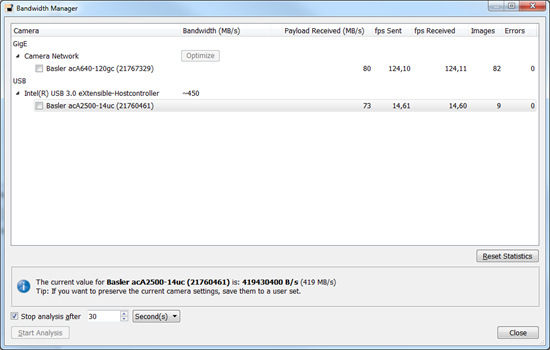 Bandwidth Manager
Camera Bandwidth (MB/s) Payload Received (MB/s) fps Sent fps Received Images Errors
GigE
Camera Network Optimize
Basler acA640-120gc (21767329) 80 124,10 124,11 82 0
USB
Intel(R) USB 3.0 eXtensible-Hostcontroller ~450
Basler acA2500-14uc (21760461) 73 14,61 14,60 9 0
Reset Statistics
The current value for Basler acA2500-14uc (21760461) is: 419430400 B/s (419 MB/s)
Tip: If you want to preserve the current camera settings, save them to a user set.
Stop analysis after 30 Second(s)
Start Analysis Close